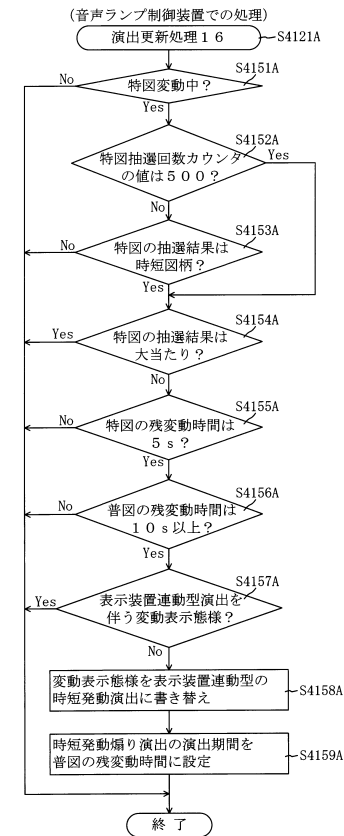 (音声ランプ制御装置での処理)
演出更新処理16
S4121A
S4151A
特図変動中?
No
Yes
S4152A
特図抽選回数カウンタ
の値は500?
Yes
No
S4153A
特図の抽選結果は
時短図柄?
No
Yes
S4154A
特図の抽選結果は
大当たり?
Yes
No
S4155A
特図の残変動時間は
5s?
No
Yes
S4156A
普図の残変動時間は
10s以上?
No
Yes
S4157A
表示装置連動型演出を
伴う変動表示態様?
Yes
No
変動表示態様を表示装置連動型の
時短発動演出に書き替え
S4158A
時短発動煽り演出の演出期間を
普図の残変動時間に設定
S4159A
終了